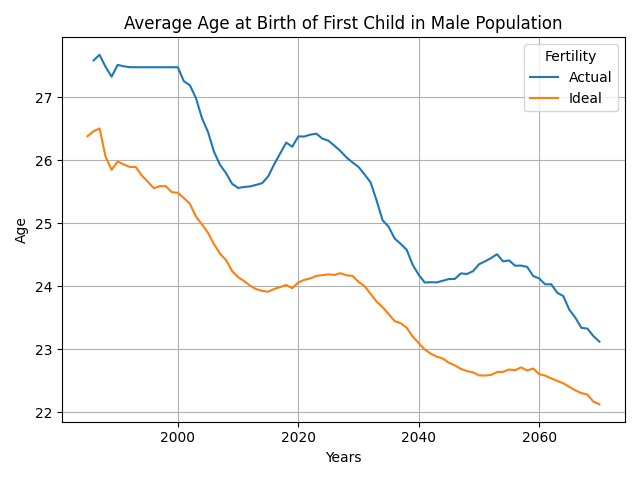 Average Age at Birth of First Child in Male Population
Fertility
Actual
Ideal
Age
27
26
25
24
23
22
2000
2020
2040
2060
Years